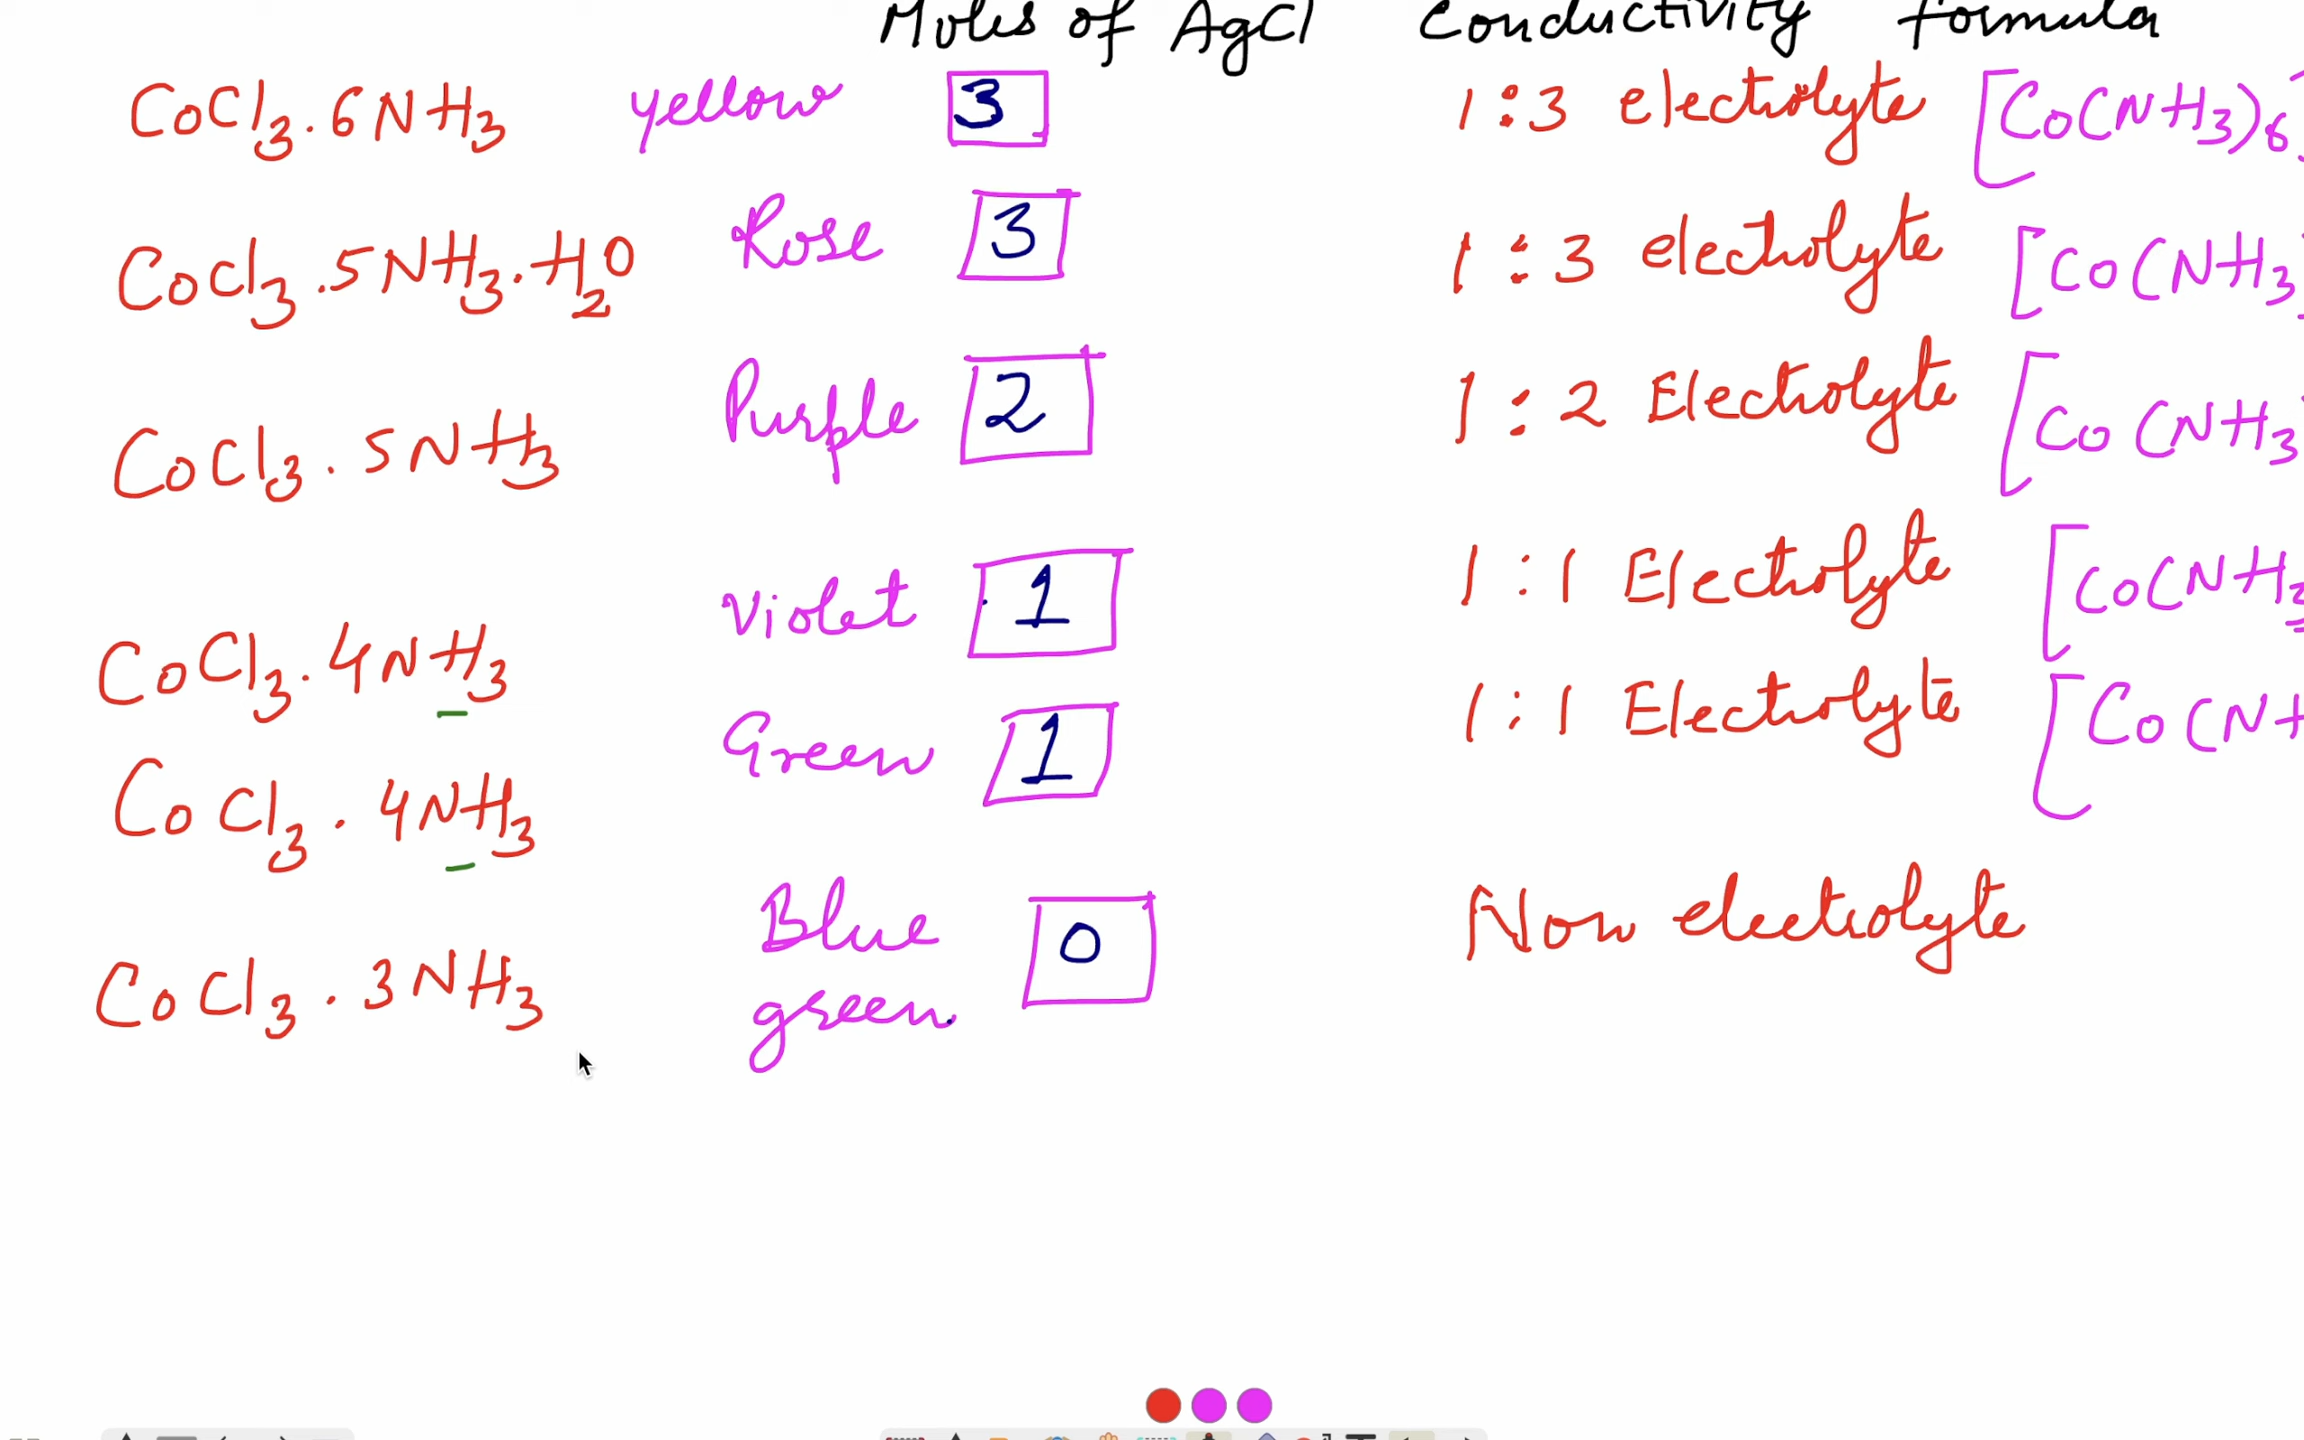 Moles of AgCl Conductivity Formula
CoCl3.6NH3 yellow 3 1:3 electrolyte [Co(NH3)6]
CoCl3.5NH3.H2O Rose 3 1:3 electrolyte [Co(NH3
CoCl3.5NH3 Purple 2 1:2 Electrolyte [Co(NH3
CoCl3.4NH3 Violet 1 1:1 Electrolyte [Co(NH3
CoCl3.4NH3 Green 1 1:1 Electrolyte [Co(NH
CoCl3.3NH3 Blue green. 0 Non electrolyte